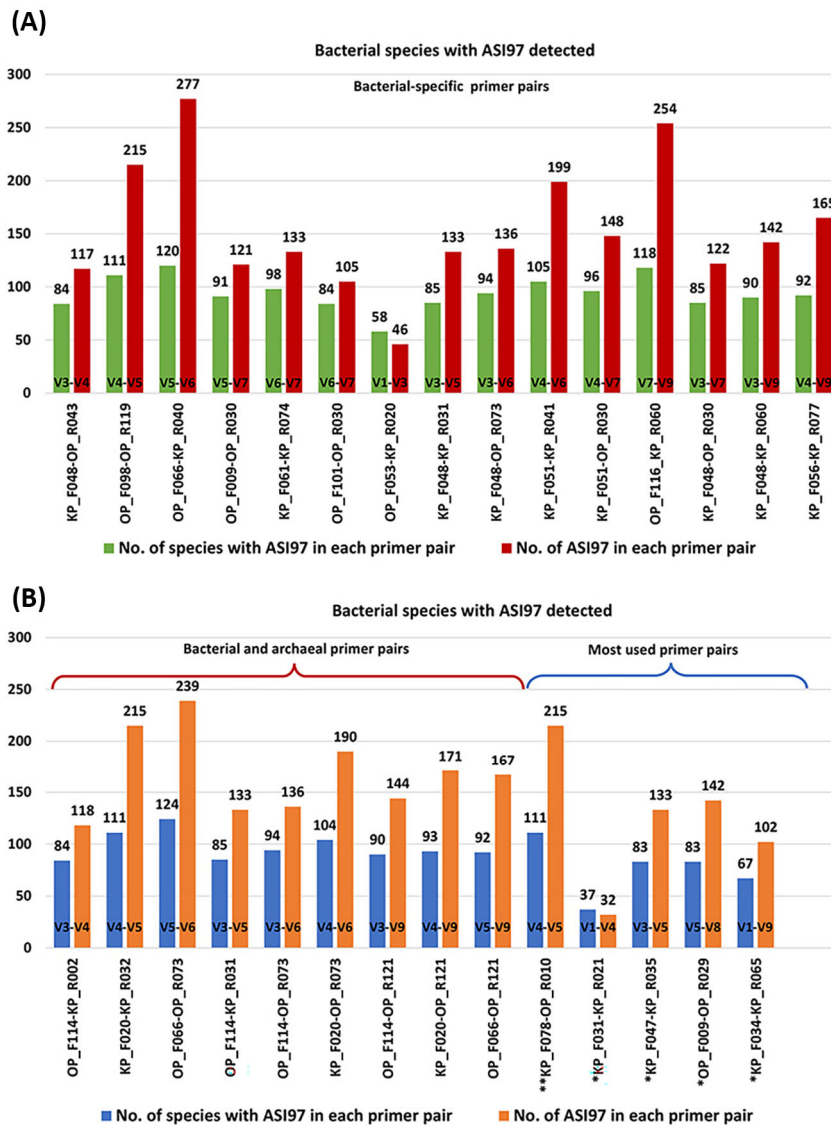 (A)
Bacterial species with ASI97 detected
Bacterial-specific primer pairs
300
250
200
150
100
50
0
84 117 111 215 120 277 91 121 98 133 84 105 58 46 85 133 94 136 105 199 96 148 118 254 85 122 90 142 92 165
V3-V4 V4-V5 V5-V6 V5-V7 V6-V7 V6-V7 V1-V3 V3-V5 V3-V6 V4-V6 V4-V7 V7-V9 V3-V7 V3-V9 V4-V9
KP_F048-OP_R043
OP_F098-OP_R119
OP_F066-KP_R040
OP_F009-OP_R030
KP_F061-KP_R074
OP_F101-OP_R030
OP_F053-KP_R020
KP_F048-KP_R031
KP_F048-OP_R073
KP_F051-KP_R041
KP_F051-OP_R030
OP_F116_KP_R060
KP_F048-OP_R030
KP_F048-KP_R060
KP_F056-KP_R077
No. of species with ASI97 in each primer pair No. of ASI97 in each primer pair
(B)
Bacterial species with ASI97 detected
Bacterial and archaeal primer pairs Most used primer pairs
300
250
200
150
100
50
0
84 118 111 215 124 239 85 133 94 136 104 190 90 144 93 171 92 167 111 215 37 32 83 133 83 142 67 102
V3-V4 V4-V5 V5-V6 V3-V5 V3-V6 V4-V6 V3-V9 V4-V9 V5-V9 V4-V5 V1-V4 V3-V5 V5-V8 V1-V9
OP_F114-KP_R002
KP_F020-KP_R032
OP_F066-OP_R073
OP_F114-KP_R031
OP_F114-OP_R073
KP_F020-OP_R073
OP_F114-OP_R121
KP_F020-OP_R121
OP_F066-OP_R121
**KP_F078-OP_R010
*KP_F031-KP_R021
*KP_F047-KP_R035
*OP_F009-OP_R029
*KP_F034-KP_R065
No. of species with ASI97 in each primer pair No. of ASI97 in each primer pair